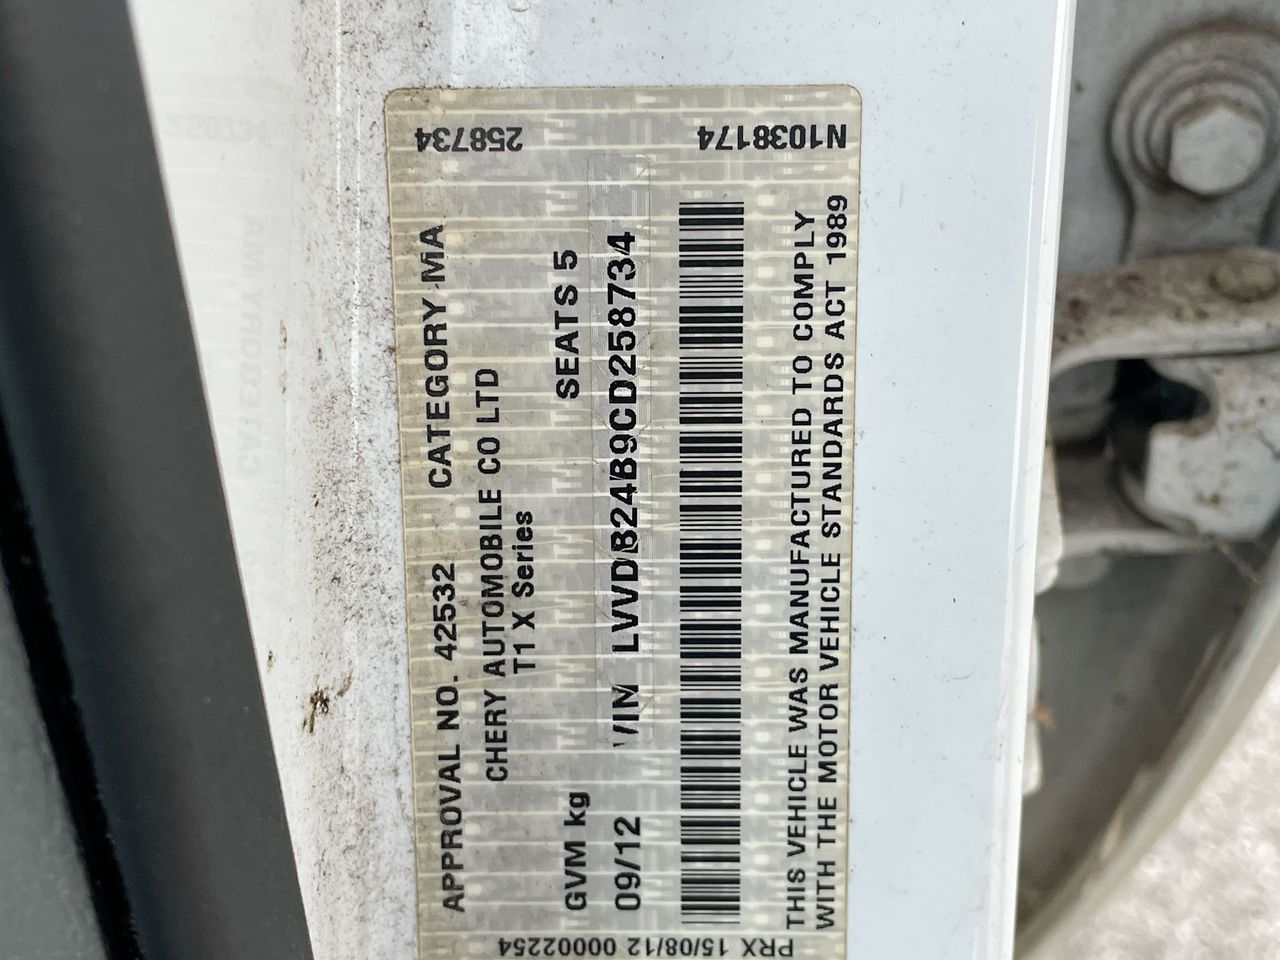 APPROVAL NO. 42532 CATEGORY MA
CHERY AUTOMOBILE CO LTD
T1 X Series
GVM kg SEATS 5
09/12 VIN LVVDB24B9CD258734
THIS VEHICLE WAS MANUFACTURED TO COMPLY
WITH THE MOTOR VEHICLE STANDARDS ACT 1989
258734
N1038174
PRX 15/08/12 00002254